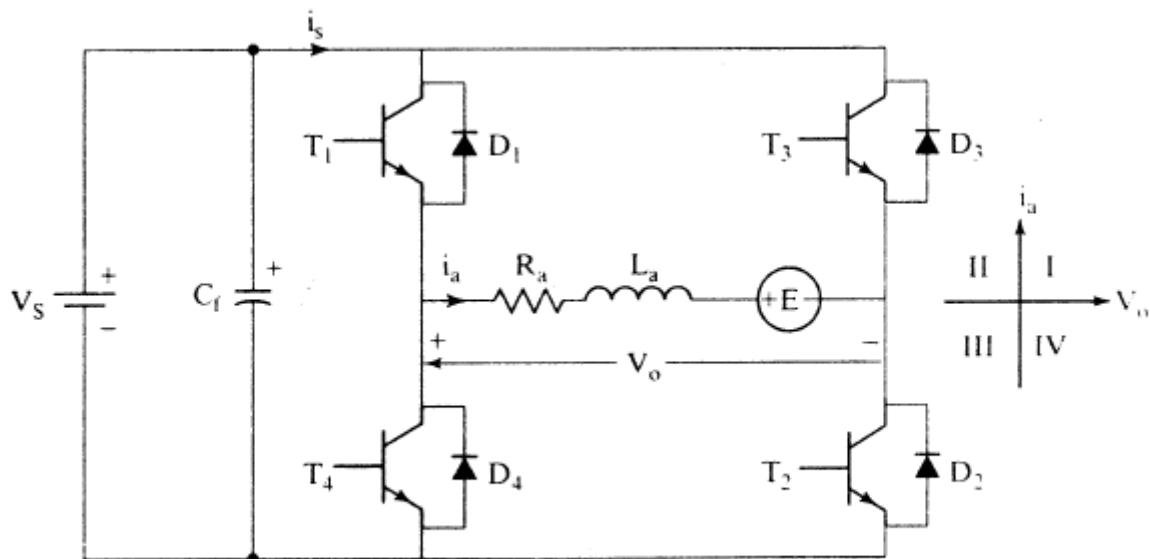 i_s
T_1
D_1
T_3
D_3
i_a
II
I
V_o
III
IV
V_S
+
−
C_f
+
i_a
R_a
L_a
+E−
+
V_o
−
T_4
D_4
T_2
D_2